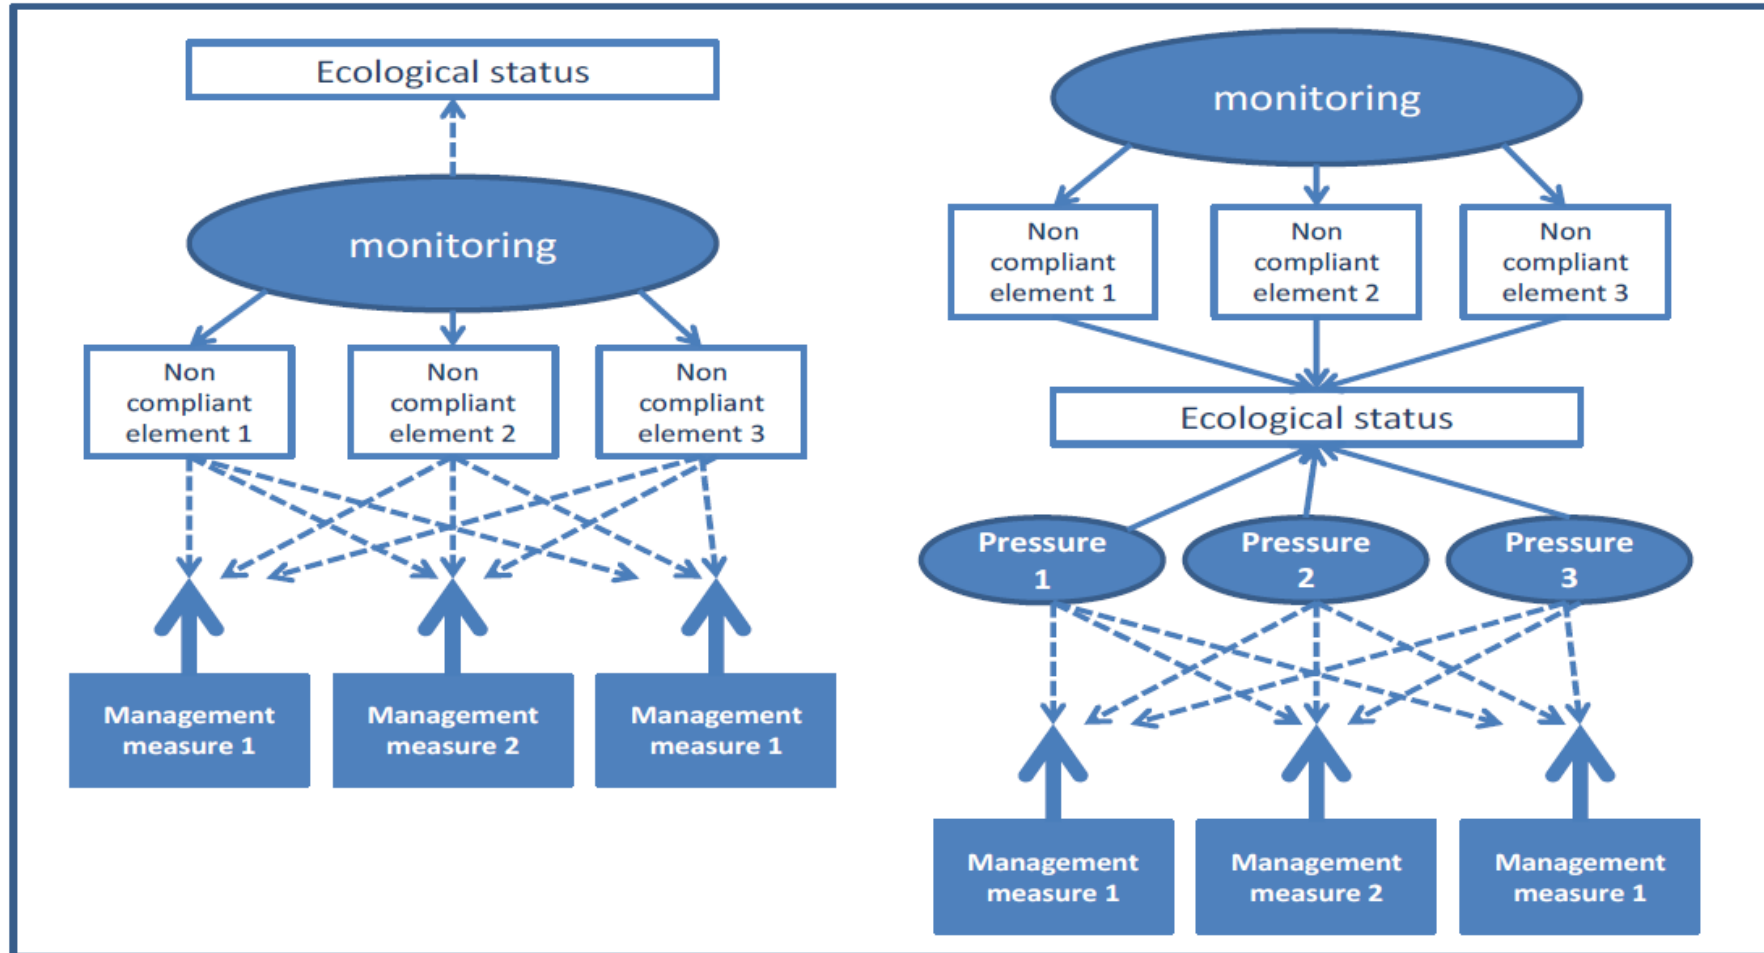 Ecological status
monitoring
Non
compliant
element 1
Non
compliant
element 2
Non
compliant
element 3
Management
measure 1
Management
measure 2
Management
measure 1
monitoring
Non
compliant
element 1
Non
compliant
element 2
Non
compliant
element 3
Ecological status
Pressure
1
Pressure
2
Pressure
3
Management
measure 1
Management
measure 2
Management
measure 1